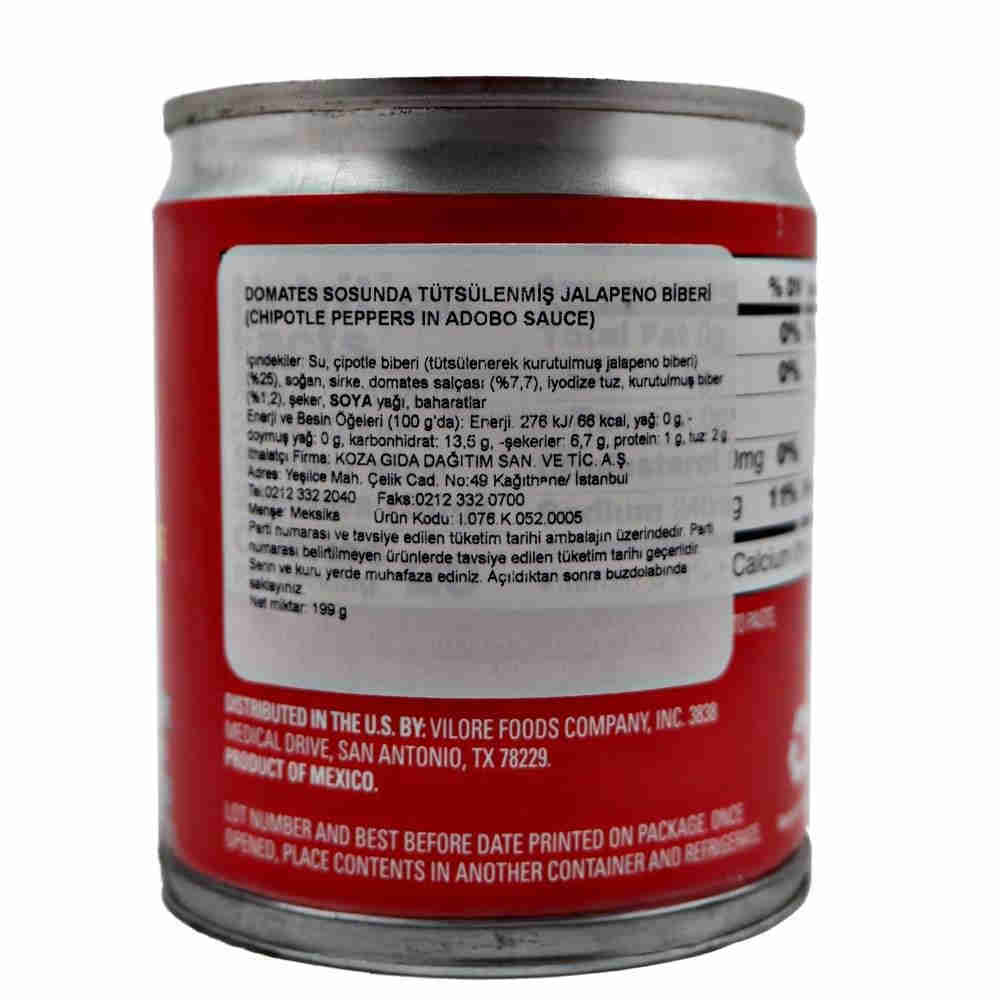 DOMATES SOSUNDA TÜTSÜLENMİŞ JALAPENO BİBERİ
(CHIPOTLE PEPPERS IN ADOBO SAUCE)
İçindekiler: Su, çipotle biberi (tütsülenerek kurutulmuş jalapeno biberi)
(%25), soğan, sirke, domates salçası (%7,7), iyodize tuz, kurutulmuş biber
(%1,2), şeker, SOYA yağı, baharatlar
Enerji ve Besin Öğeleri (100 g'da): Enerji: 276 kJ/ 66 kcal, yağ: 0 g, -
doymuş yağ: 0 g, karbonhidrat: 13,5 g, -şekerler: 6,7 g, protein: 1 g, tuz: 2 g
İthalatçı Firma: KOZA GIDA DAĞITIM SAN. VE TİC. A.Ş.
Adres: Yeşilce Mah. Çelik Cad. No:49 Kağıthane/ İstanbul
Tel:0212 332 2040 Faks:0212 332 0700
Menşe: Meksika Ürün Kodu: I.076.K.052.0005
Parti numarası ve tavsiye edilen tüketim tarihi ambalajın üzerindedir. Parti
numarası belirtilmeyen ürünlerde tavsiye edilen tüketim tarihi geçerlidir.
Serin ve kuru yerde muhafaza ediniz. Açıldıktan sonra buzdolabında
saklayınız.
Net miktar: 199 g
% DV
Total Fat 0g
0%
0%
0mg 0%
g 11%
Calcium
DISTRIBUTED IN THE U.S. BY: VILORE FOODS COMPANY, INC. 3838
MEDICAL DRIVE, SAN ANTONIO, TX 78229.
PRODUCT OF MEXICO.
LOT NUMBER AND BEST BEFORE DATE PRINTED ON PACKAGE. ONCE
OPENED, PLACE CONTENTS IN ANOTHER CONTAINER AND REFRIGERATE.